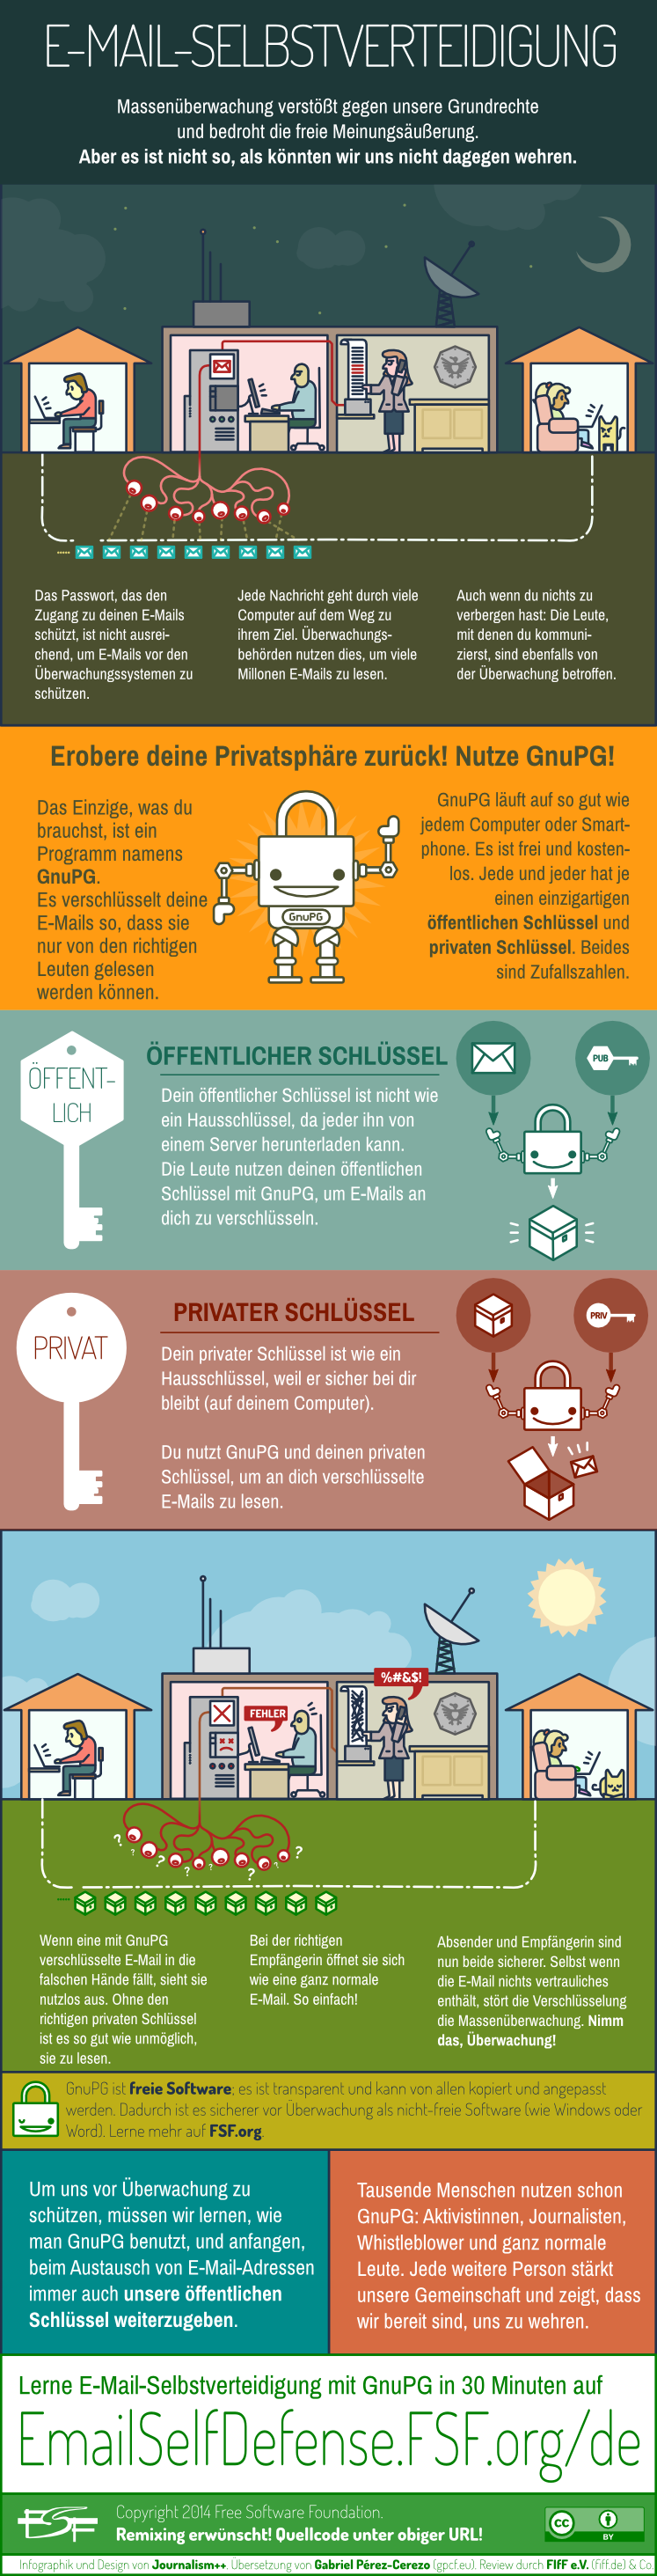 E-MAIL-SELBSTVERTEIDIGUNG
Massenüberwachung verstößt gegen unsere Grundrechte
und bedroht die freie Meinungsäußerung.
Aber es ist nicht so, als könnten wir uns nicht dagegen wehren.
Das Passwort, das den
Zugang zu deinen E-Mails
schützt, ist nicht ausrei-
chend, um E-Mails vor den
Überwachungssystemen zu
schützen.
Jede Nachricht geht durch viele
Computer auf dem Weg zu
ihrem Ziel. Überwachungs-
behörden nutzen dies, um viele
Millonen E-Mails zu lesen.
Auch wenn du nichts zu
verbergen hast: Die Leute,
mit denen du kommuni-
zierst, sind ebenfalls von
der Überwachung betroffen.
Erobere deine Privatsphäre zurück! Nutze GnuPG!
Das Einzige, was du
brauchst, ist ein
Programm namens
GnuPG.
Es verschlüsselt deine
E-Mails so, dass sie
nur von den richtigen
Leuten gelesen
werden können.
GnuPG
GnuPG läuft auf so gut wie
jedem Computer oder Smart-
phone. Es ist frei und kosten-
los. Jede und jeder hat je
einen einzigartigen
öffentlichen Schlüssel und
privaten Schlüssel. Beides
sind Zufallszahlen.
ÖFFENT-
LICH
ÖFFENTLICHER SCHLÜSSEL
Dein öffentlicher Schlüssel ist nicht wie
ein Hausschlüssel, da jeder ihn von
einem Server herunterladen kann.
Die Leute nutzen deinen öffentlichen
Schlüssel mit GnuPG, um E-Mails an
dich zu verschlüsseln.
PUB
PRIVAT
PRIVATER SCHLÜSSEL
Dein privater Schlüssel ist wie ein
Hausschlüssel, weil er sicher bei dir
bleibt (auf deinem Computer).
Du nutzt GnuPG und deinen privaten
Schlüssel, um an dich verschlüsselte
E-Mails zu lesen.
PRIV
%#&$!
FEHLER
? ? ? ? ? ? ? ?
Wenn eine mit GnuPG
verschlüsselte E-Mail in die
falschen Hände fällt, sieht sie
nutzlos aus. Ohne den
richtigen privaten Schlüssel
ist es so gut wie unmöglich,
sie zu lesen.
Bei der richtigen
Empfängerin öffnet sie sich
wie eine ganz normale
E-Mail. So einfach!
Absender und Empfängerin sind
nun beide sicherer. Selbst wenn
die E-Mail nichts vertrauliches
enthält, stört die Verschlüsselung
die Massenüberwachung. Nimm
das, Überwachung!
GnuPG ist freie Software; es ist transparent und kann von allen kopiert und angepasst
werden. Dadurch ist es sicherer vor Überwachung als nicht-freie Software (wie Windows oder
Word). Lerne mehr auf FSF.org.
Um uns vor Überwachung zu
schützen, müssen wir lernen, wie
man GnuPG benutzt, und anfangen,
beim Austausch von E-Mail-Adressen
immer auch unsere öffentlichen
Schlüssel weiterzugeben.
Tausende Menschen nutzen schon
GnuPG: Aktivistinnen, Journalisten,
Whistleblower und ganz normale
Leute. Jede weitere Person stärkt
unsere Gemeinschaft und zeigt, dass
wir bereit sind, uns zu wehren.
Lerne E-Mail-Selbstverteidigung mit GnuPG in 30 Minuten auf
EmailSelfDefense.FSF.org/de
FSF
Copyright 2014 Free Software Foundation.
Remixing erwünscht! Quellcode unter obiger URL!
cc
BY
Infographik und Design von Journalism++. Übersetzung von Gabriel Pérez-Cerezo (gpcf.eu). Review durch FIfF e.V. (fiff.de) & Co.